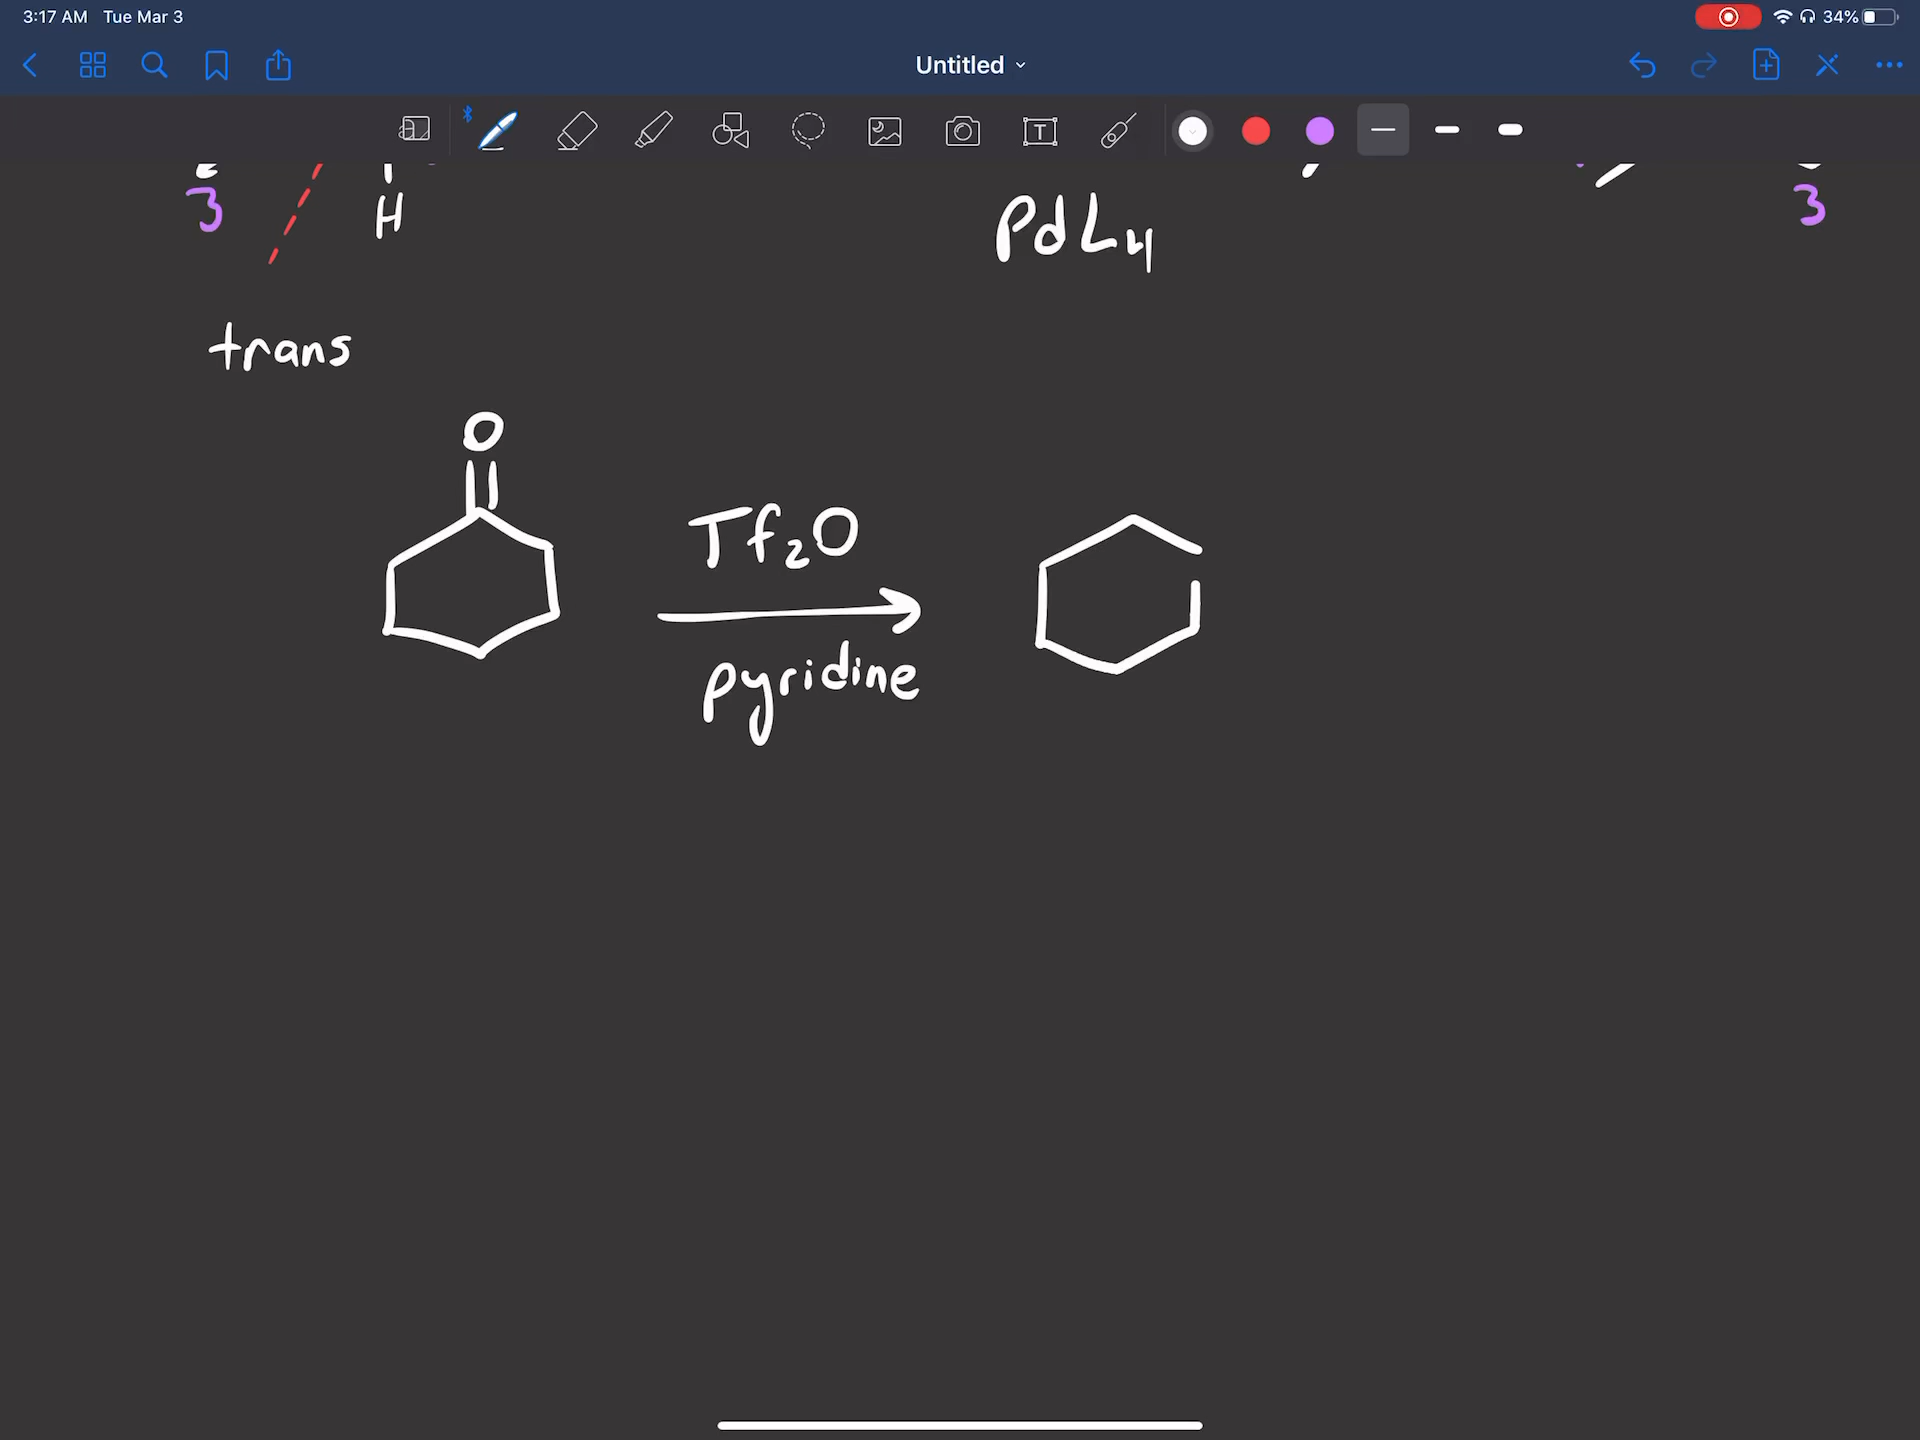 3:17 AM Tue Mar 3
34%
Untitled
T
3
H
PdL4
3
trans
O
Tf2O
pyridine